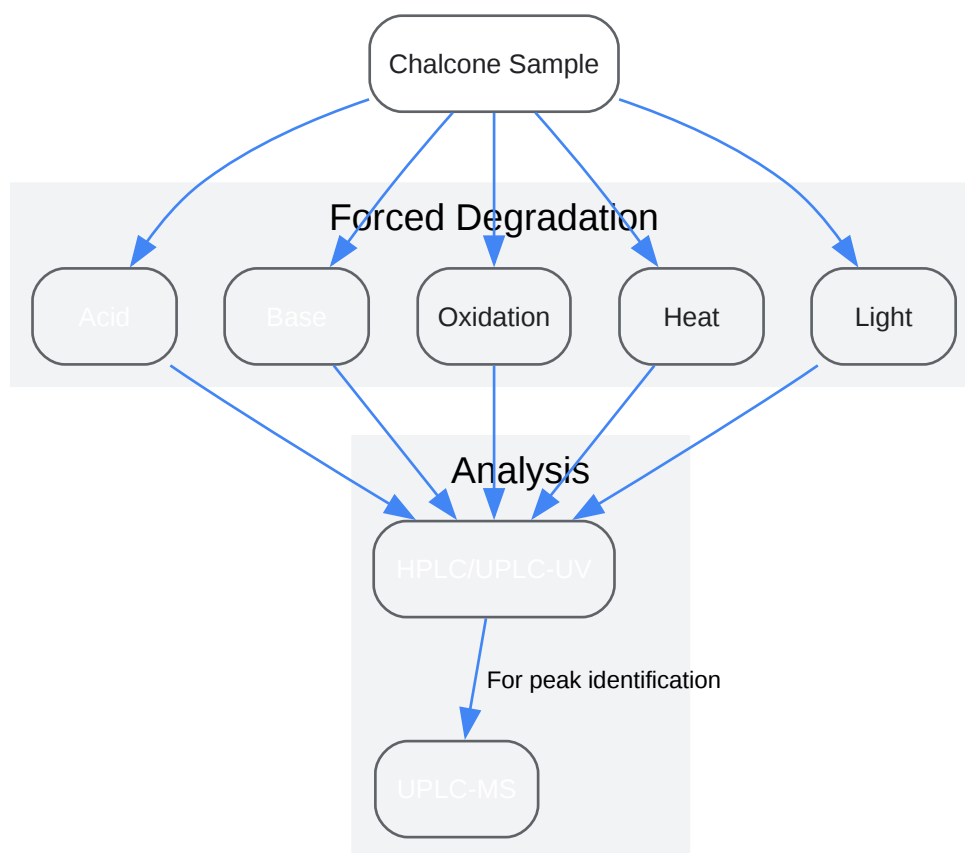 Chalcone Sample
Forced Degradation
Acid
Base
Oxidation
Heat
Light
Analysis
HPLC/UPLC-UV
For peak identification
UPLC-MS